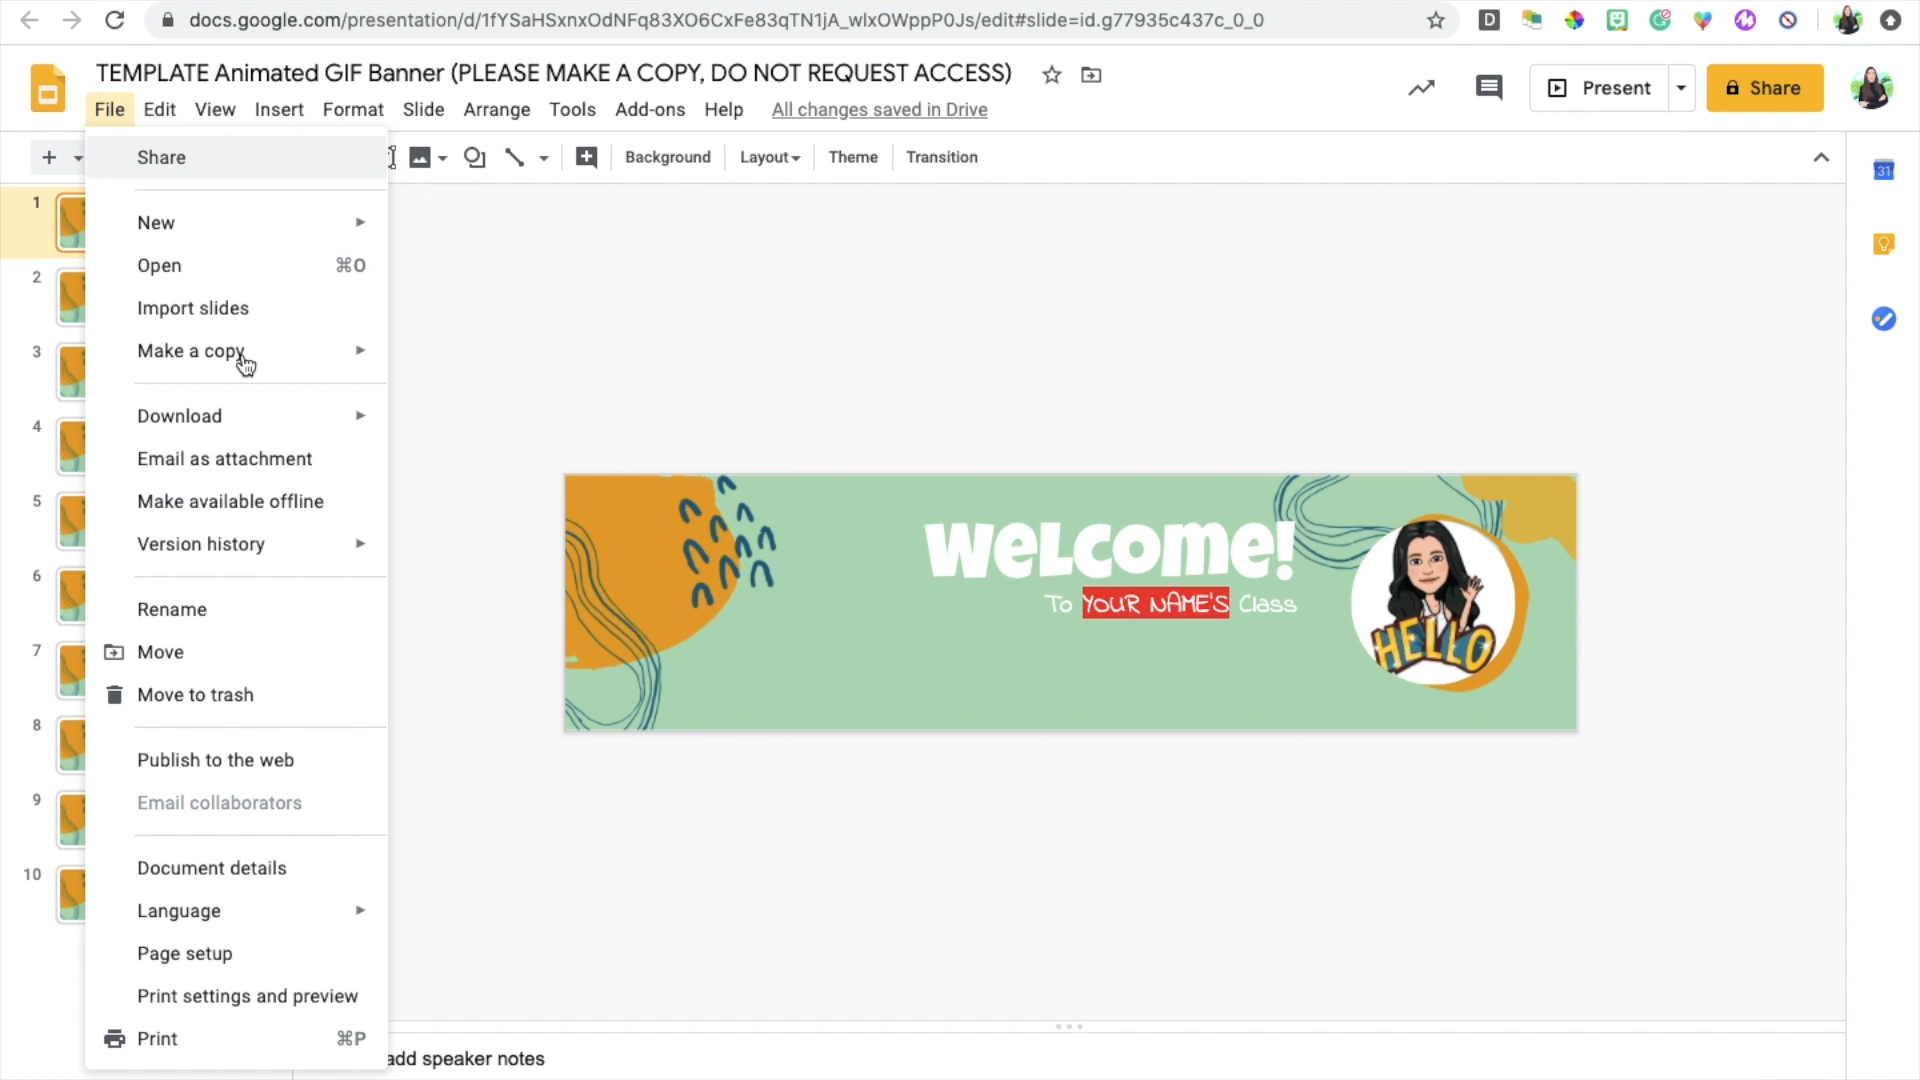 docs.google.com/presentation/d/1fYSaHSxnxOdNFq83XO6CxFe83qTN1jA_wlxOWppP0Js/edit#slide=id.g77935c437c_0_0
D
TEMPLATE Animated GIF Banner (PLEASE MAKE A COPY, DO NOT REQUEST ACCESS)
File Edit View Insert Format Slide Arrange Tools Add-ons Help All changes saved in Drive
Present
Share
Background Layout Theme Transition
31
Share
New
Open ⌘O
Import slides
Make a copy
Download
Email as attachment
Make available offline
Version history
Rename
Move
Move to trash
Publish to the web
Email collaborators
Document details
Language
Page setup
Print settings and preview
Print ⌘P
1
2
3
4
5
6
7
8
9
10
Welcome!
To YOUR NAME'S Class
HELLO
add speaker notes